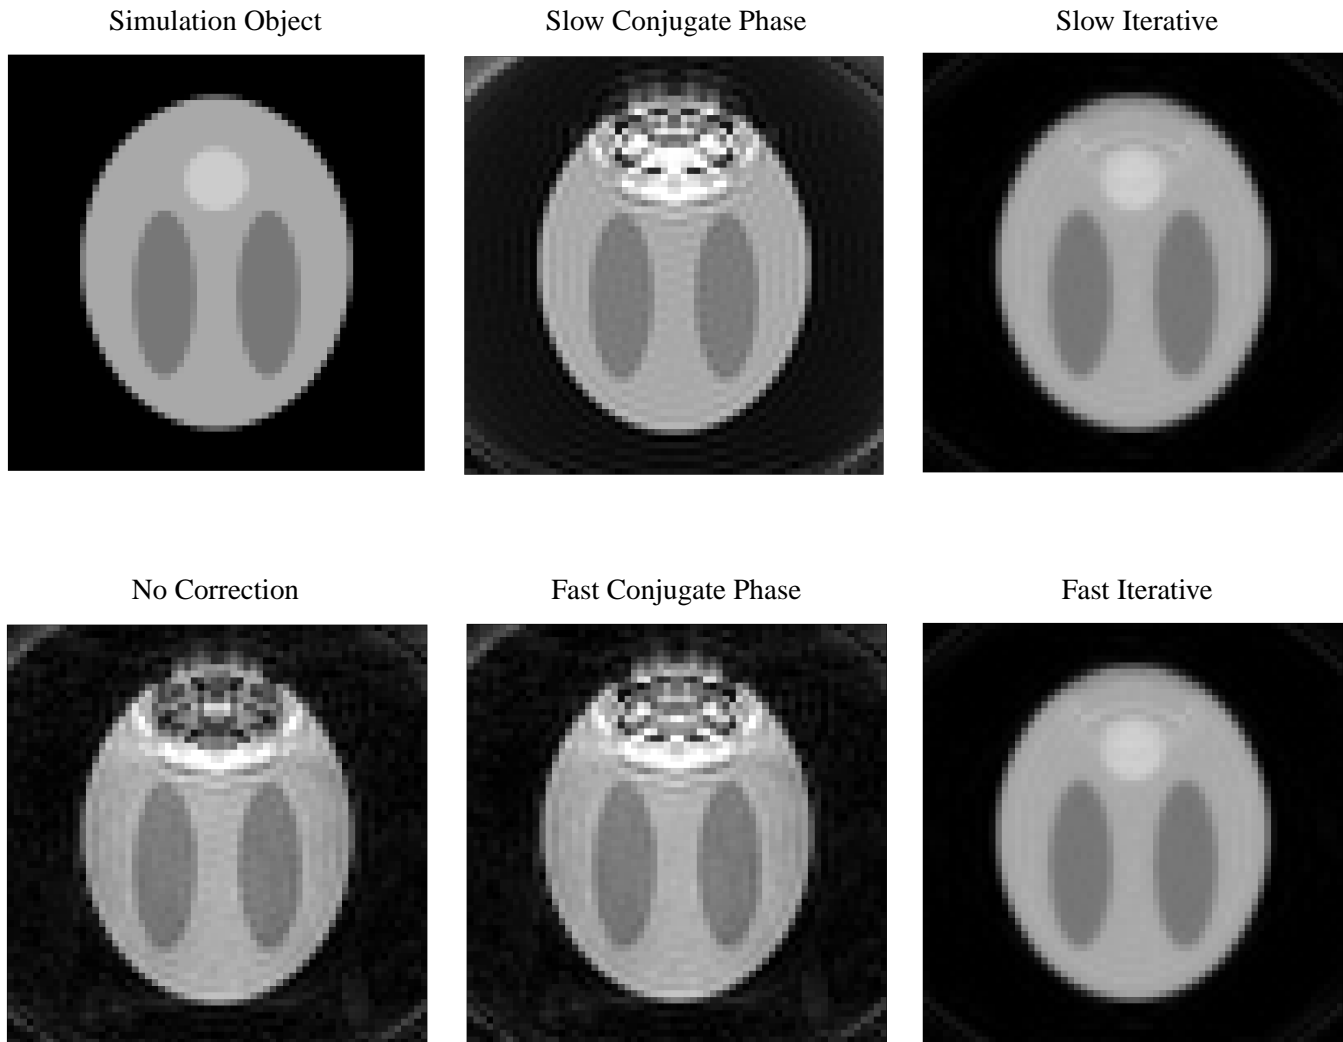 Simulation Object
Slow Conjugate Phase
Slow Iterative
No Correction
Fast Conjugate Phase
Fast Iterative